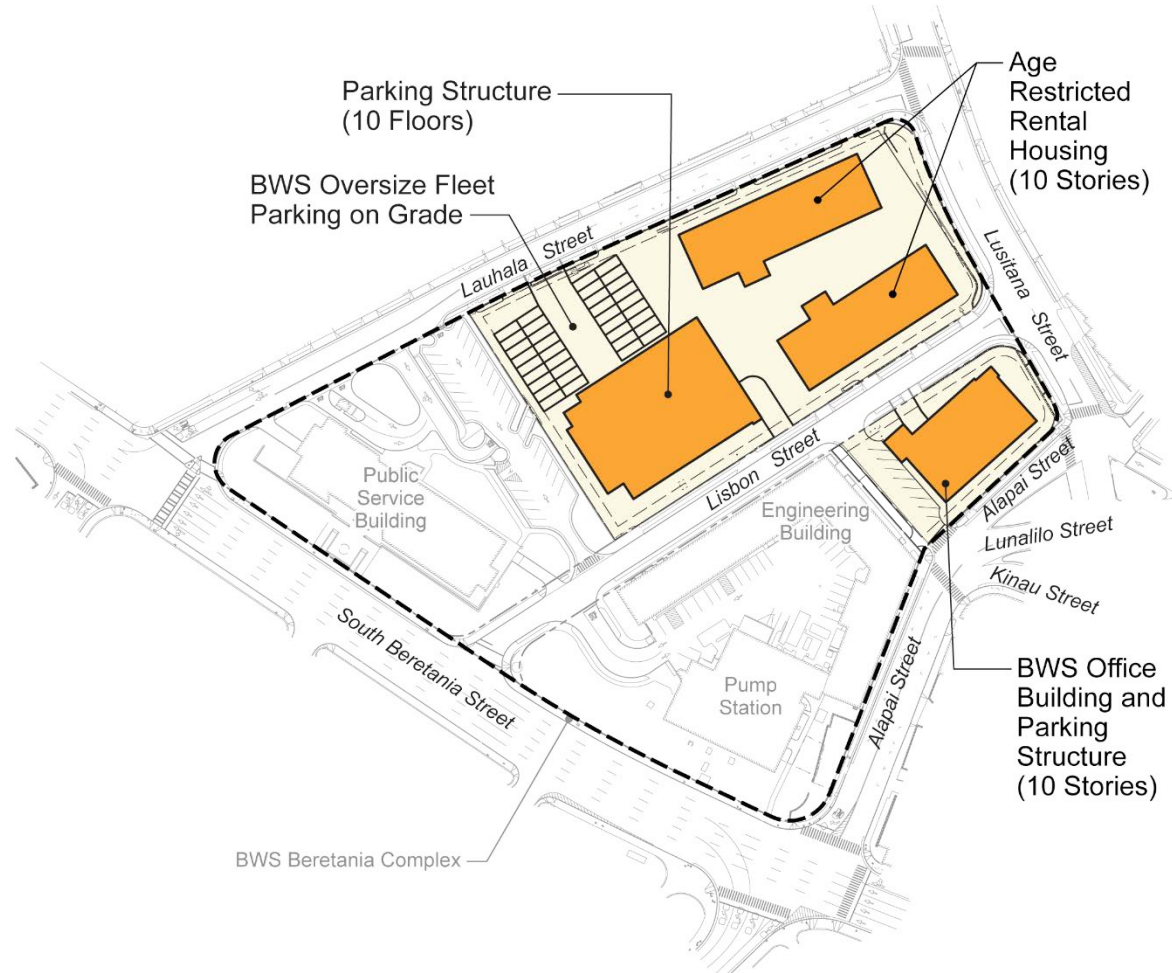 Parking Structure
(10 Floors)
BWS Oversize Fleet
Parking on Grade
Age
Restricted
Rental
Housing
(10 Stories)
Lauhala Street
Lusitana Street
Lisbon Street
Public
Service
Building
Engineering
Building
Alapai Street
Lunalilo Street
Kinau Street
South Beretania Street
Pump
Station
Alapai Street
BWS Office
Building and
Parking
Structure
(10 Stories)
BWS Beretania Complex